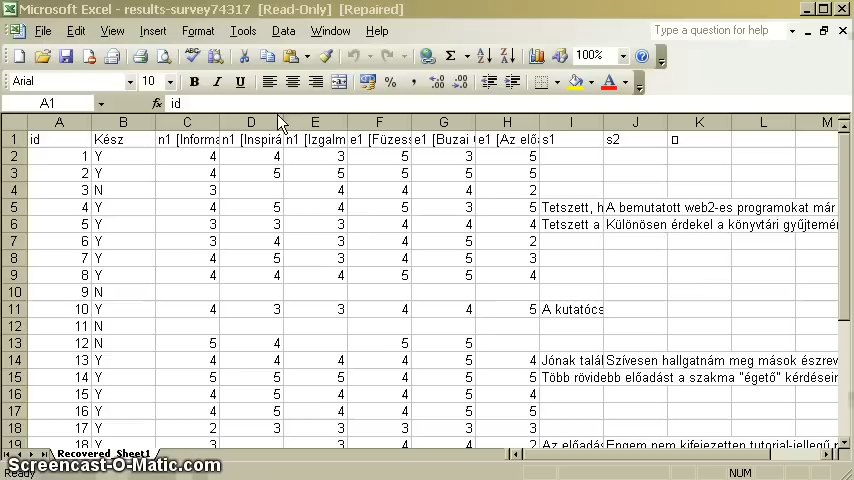 Microsoft Excel - results-survey74317 [Read-Only] [Repaired]
File Edit View Insert Format Tools Data Window Help Type a question for help
100%
Arial 10 B I U
A1 fx id
A B C D E F G H I J K L M
1 id Kész n1 [Informa n1 [Inspirá n1 [Izgalm e1 [Füzess e1 [Buzai e1 [Az elő s1 s2
2 1 Y 4 4 3 5 3 5
3 2 Y 4 5 5 5 5 5
4 3 N 3 4 4 4 2
5 4 Y 4 5 4 5 3 5 Tetszett, h A bemutatott web2-es programokat már
6 5 Y 3 3 3 4 4 4 Tetszett a Különösen érdekel a könyvtári gyűjtemé
7 6 Y 3 4 3 4 5 2
8 7 Y 4 5 3 4 5 3
9 8 Y 4 4 4 5 5 4
10 9 N
11 10 Y 4 3 3 4 4 5 A kutatócs
12 11 N
13 12 N 5 4 5 5
14 13 Y 4 4 4 4 5 4 Jónak talál Szívesen hallgatnám meg mások észrev
15 14 Y 5 5 5 4 5 5 Több rövidebb előadást a szakma "égető" kérdésein
16 15 Y 4 5 4 4 5 4
17 16 Y 4 5 4 4 5 5
18 17 Y 2 3 3 4 4 3
19 18 Y 3 3 4 4 2 Az előadás Engem nem kifejezetten tutorial-jellegű
Recovered_Sheet1
Screencast-O-Matic.com
Ready NUM